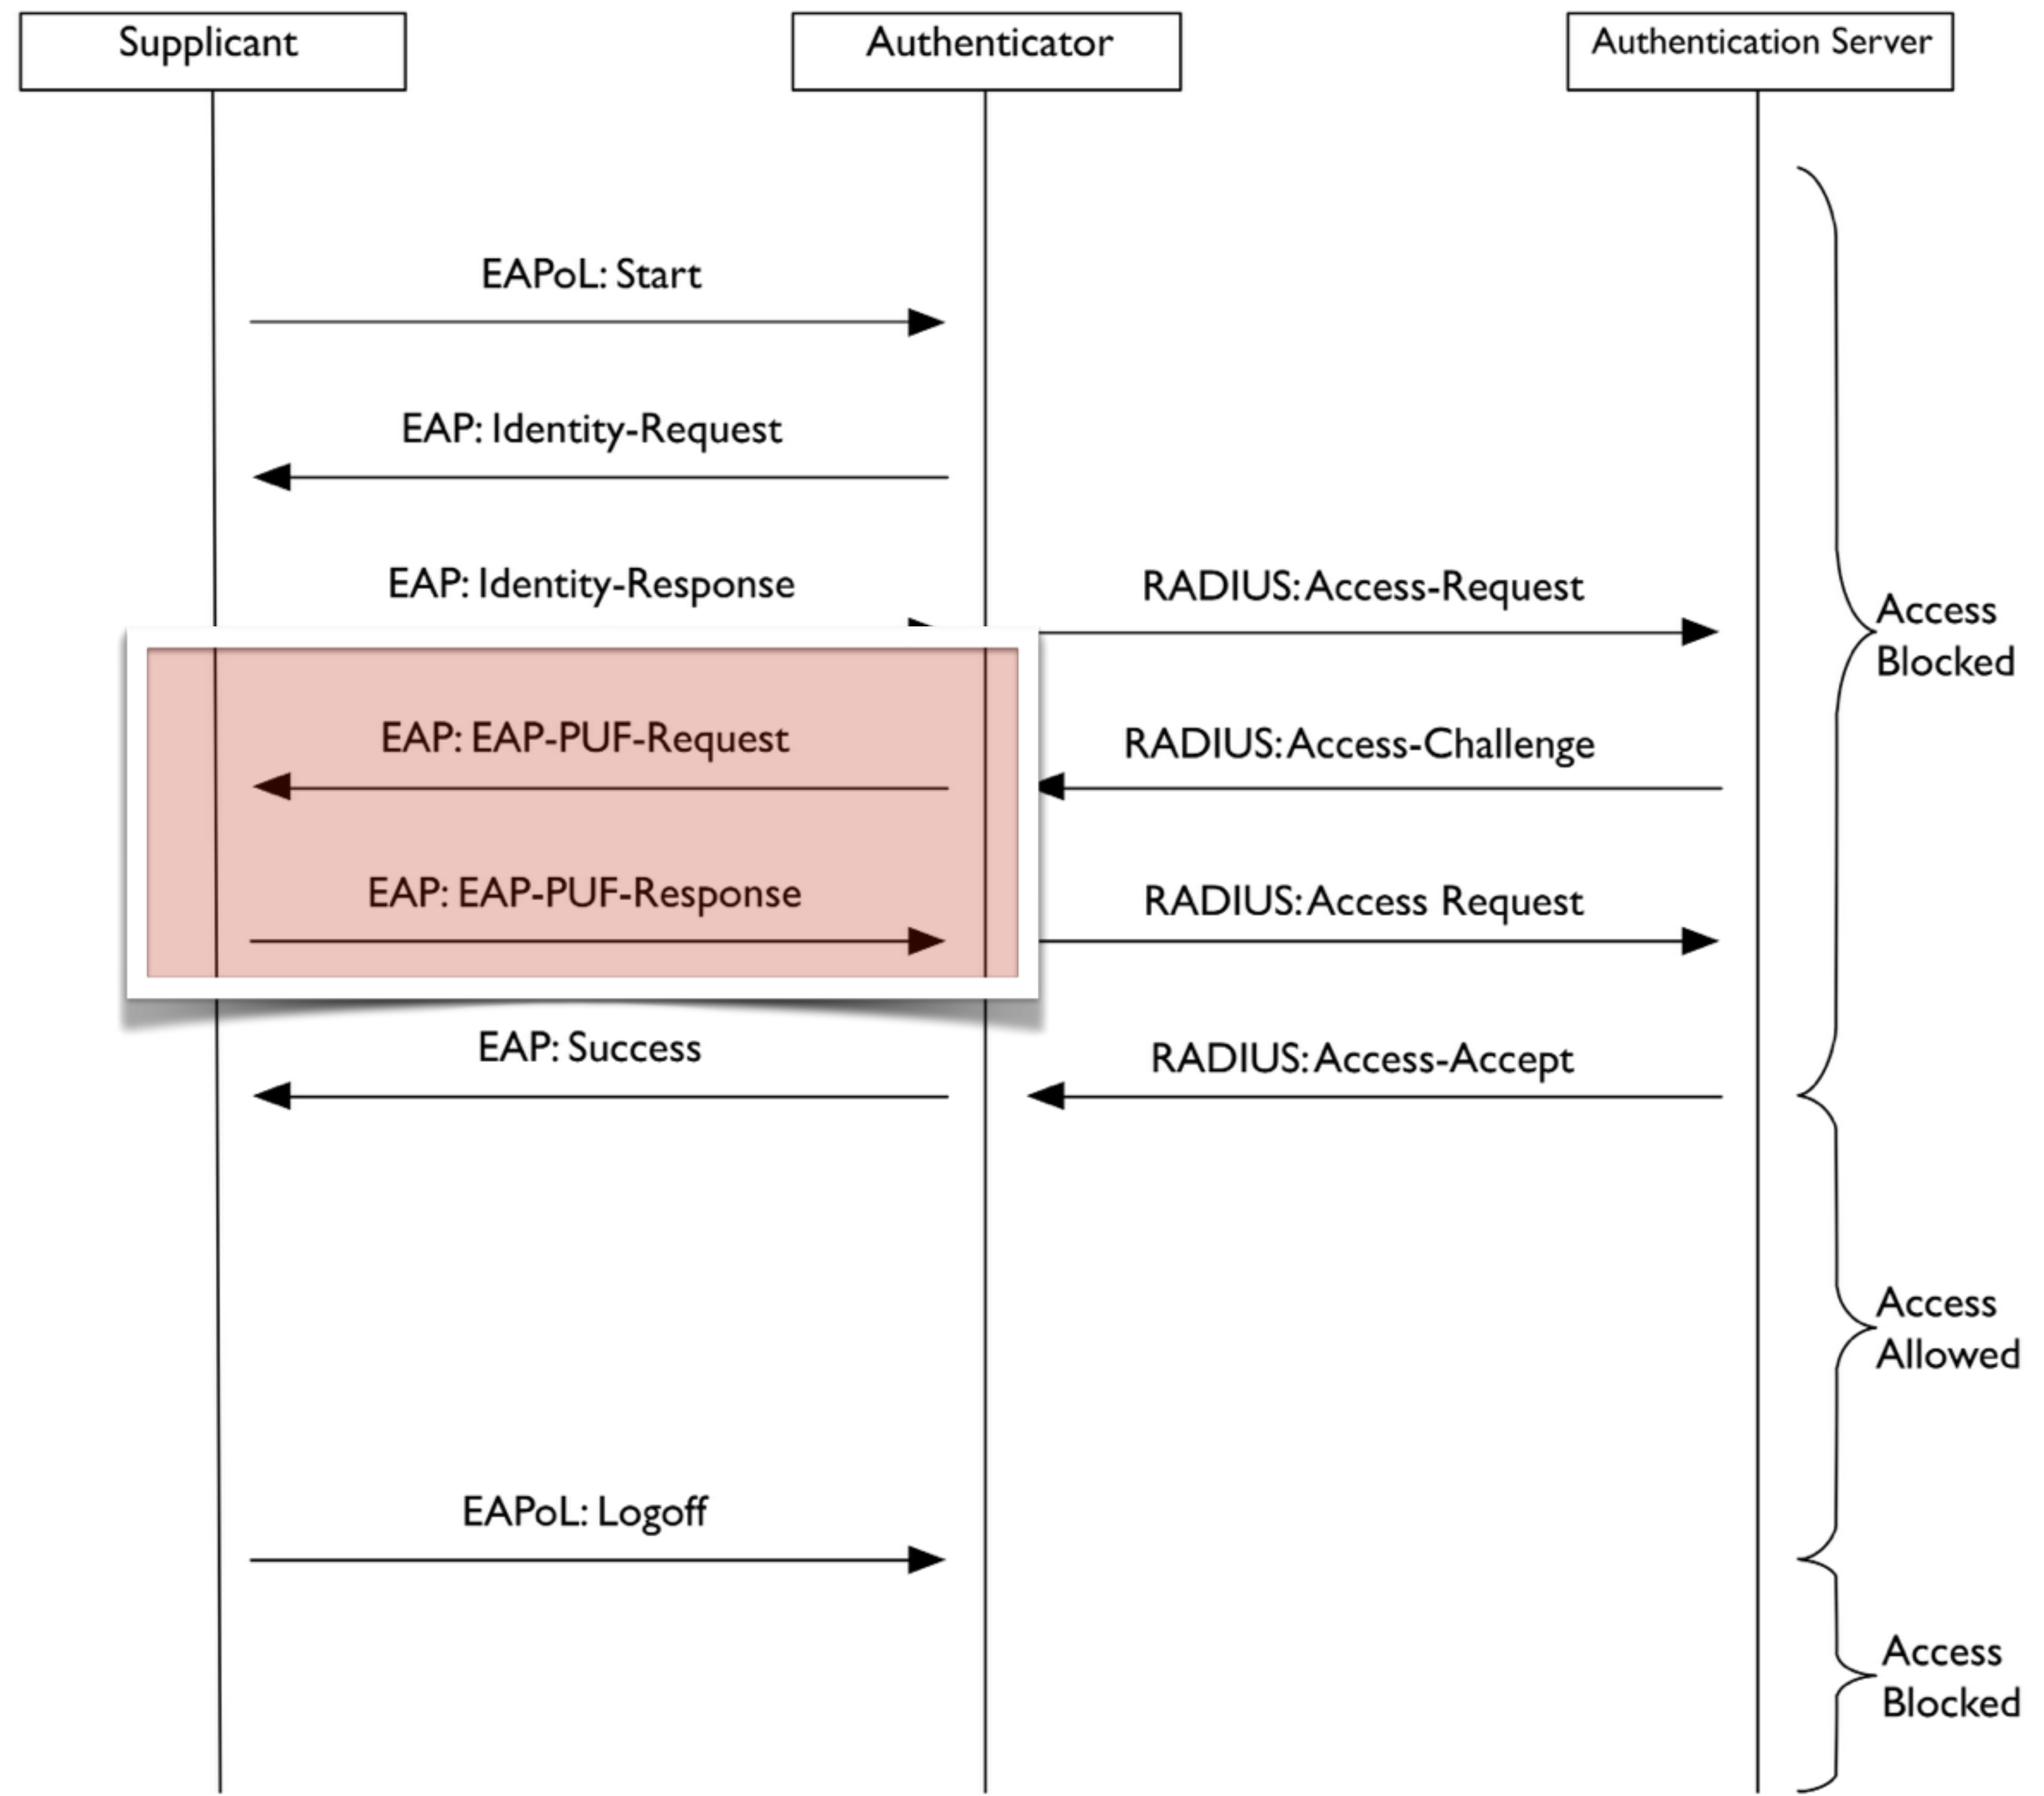 Supplicant
Authenticator
Authentication Server
EAPoL: Start
EAP: Identity-Request
EAP: Identity-Response
RADIUS: Access-Request
Access
Blocked
EAP: EAP-PUF-Request
RADIUS: Access-Challenge
EAP: EAP-PUF-Response
RADIUS: Access Request
EAP: Success
RADIUS: Access-Accept
Access
Allowed
EAPoL: Logoff
Access
Blocked